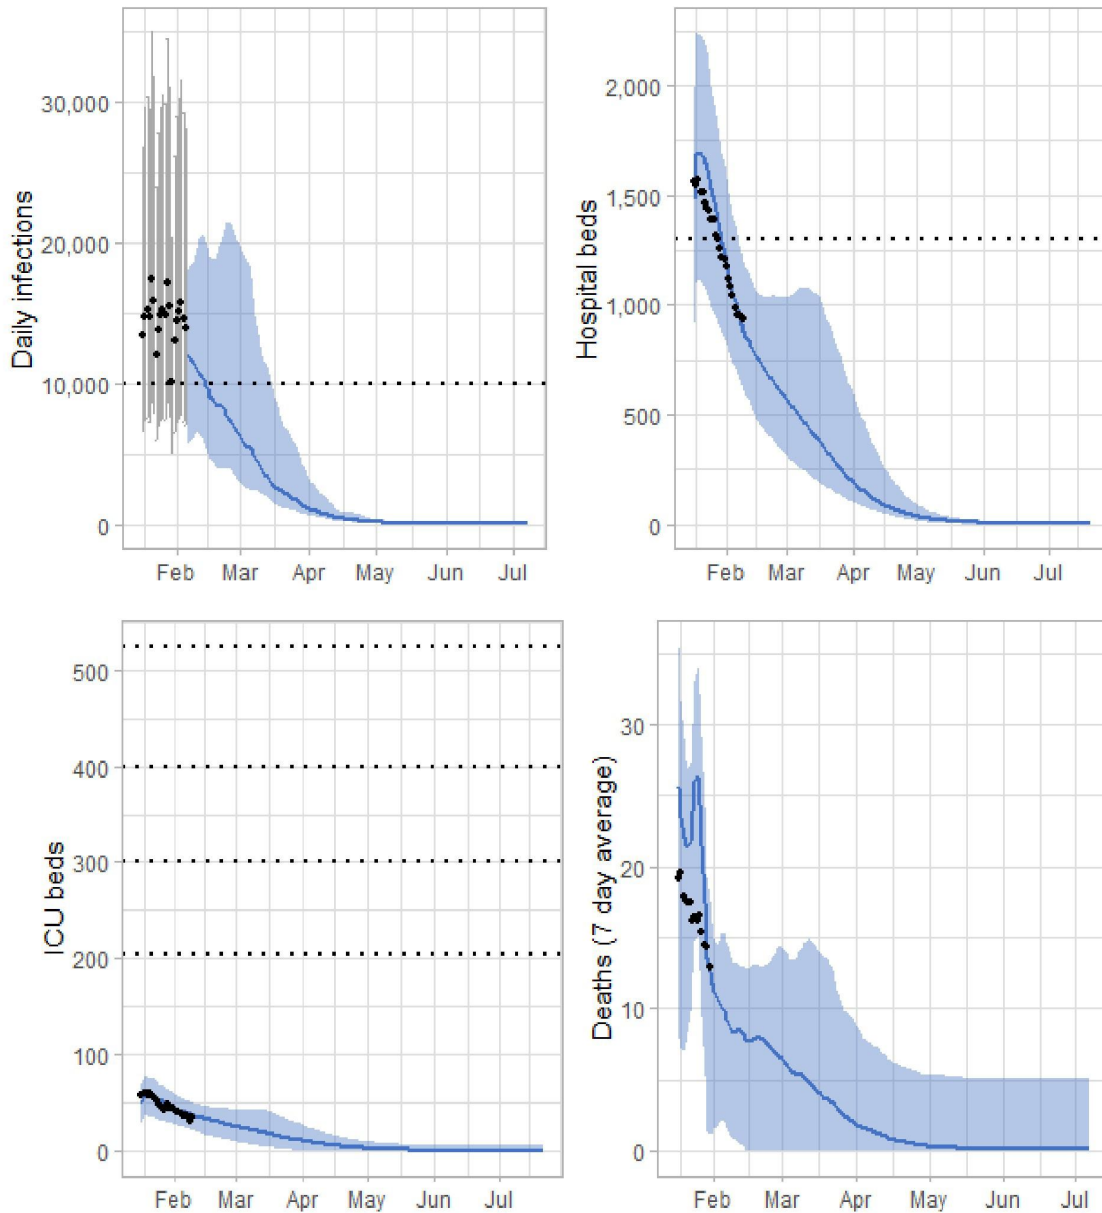 Daily infections
30,000
20,000
10,000
0
Feb Mar Apr May Jun Jul
Hospital beds
2,000
1,500
1,000
500
0
Feb Mar Apr May Jun Jul
ICU beds
500
400
300
200
100
0
Feb Mar Apr May Jun Jul
Deaths (7 day average)
30
20
10
0
Feb Mar Apr May Jun Jul